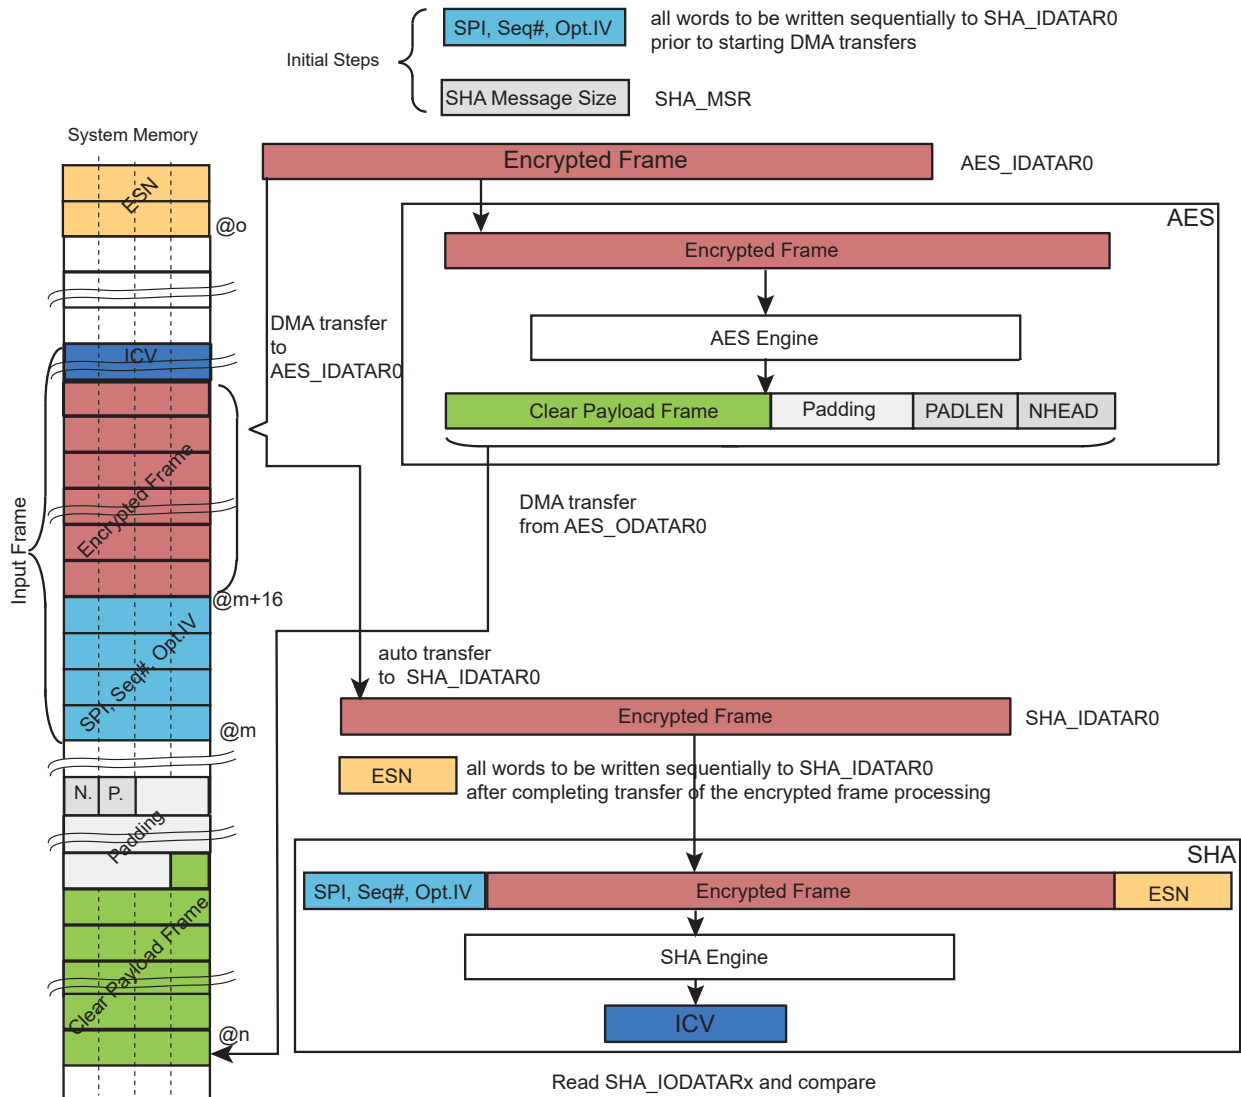 SPI, Seq#, Opt.IV
all words to be written sequentially to SHA_IDATAR0
prior to starting DMA transfers
Initial Steps
SHA Message Size
SHA_MSR
System Memory
Encrypted Frame
AES_IDATAR0
ESN
@o
AES
Encrypted Frame
DMA transfer
to
AES_IDATAR0
AES Engine
ICV
Clear Payload Frame
Padding
PADLEN
NHEAD
Input Frame
Encrypted Frame
DMA transfer
from AES_ODATAR0
@m+16
SPI, Seq#, Opt.IV
@m
auto transfer
to SHA_IDATAR0
Encrypted Frame
SHA_IDATAR0
ESN
all words to be written sequentially to SHA_IDATAR0
after completing transfer of the encrypted frame processing
N.
P.
Padding
SHA
SPI, Seq#, Opt.IV
Encrypted Frame
ESN
Clear Payload Frame
SHA Engine
@n
ICV
Read SHA_IODATARx and compare